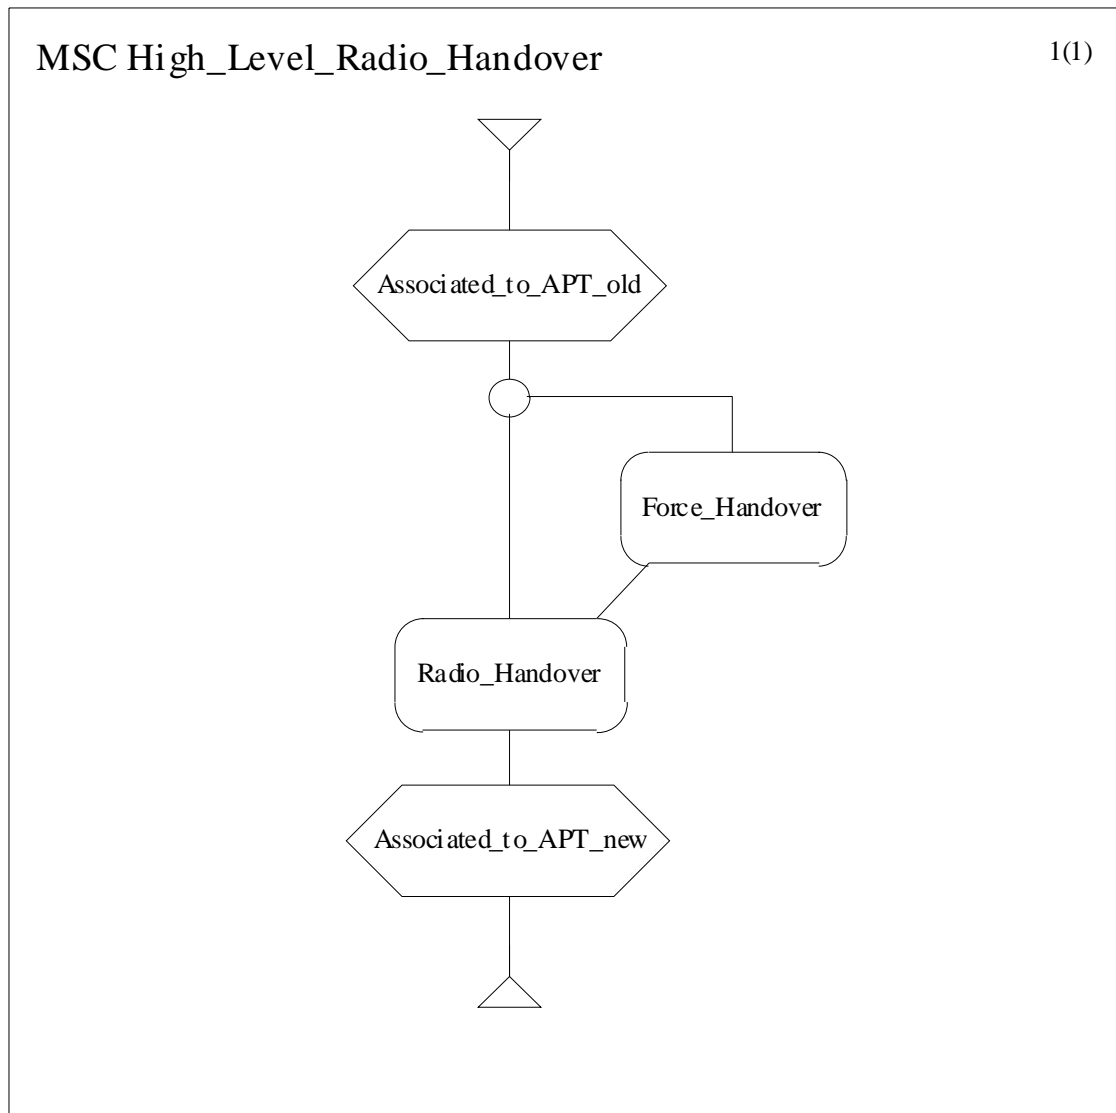 MSC High_Level_Radio_Handover
1(1)
Associated_to_APT_old
Force_Handover
Radio_Handover
Associated_to_APT_new